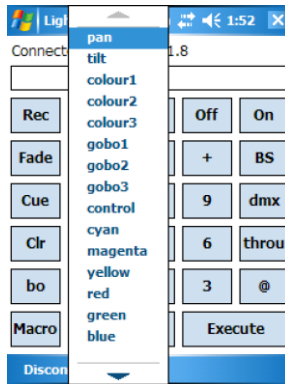 Ligh
1:52
Connect
1.8
pan
tilt
colour1
colour2
colour3
gobo1
gobo2
gobo3
control
cyan
magenta
yellow
red
green
blue
Rec
Off
On
Fade
+
BS
Cue
9
dmx
Clr
6
throu
bo
3
@
Macro
Execute
Discon